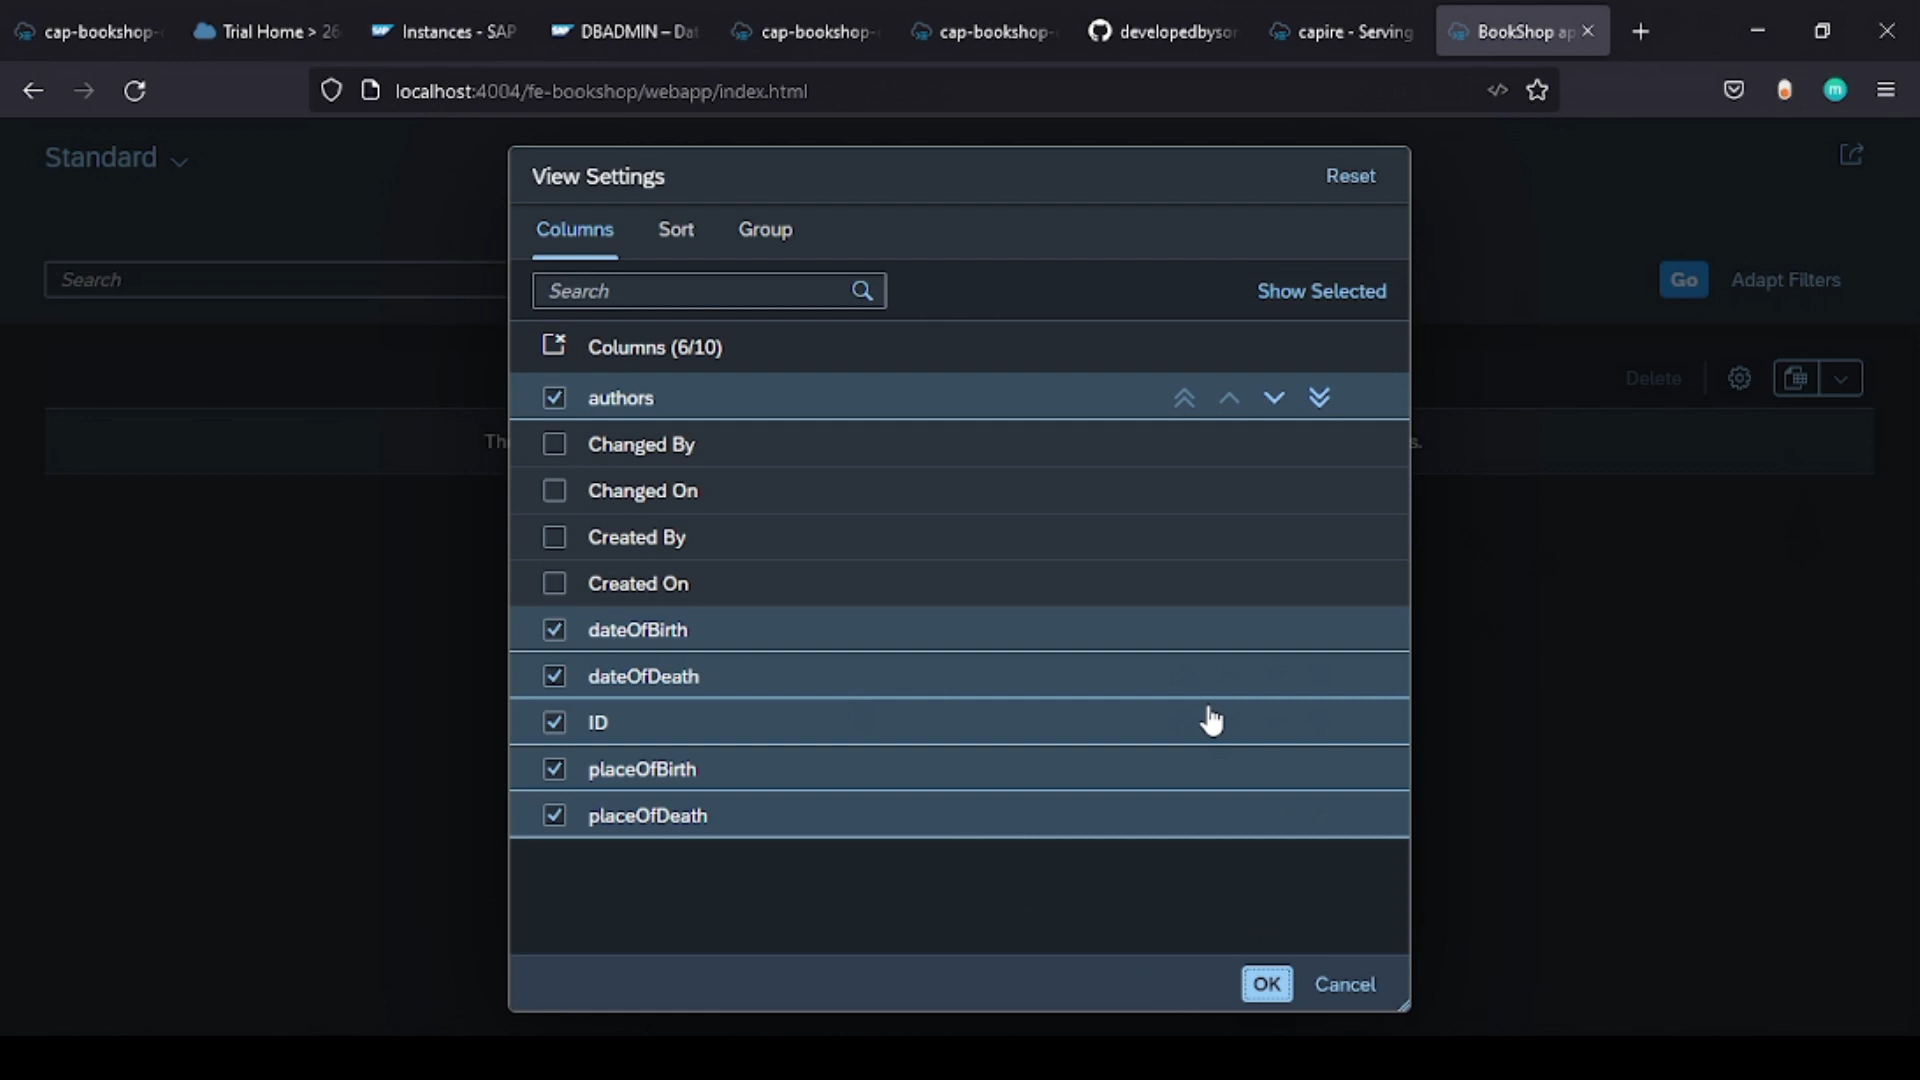 cap-bookshop- Trial Home > 26 Instances - SAP DBADMIN – Dat cap-bookshop- cap-bookshop- developedbysor capire - Serving BookShop ap
localhost:4004/fe-bookshop/webapp/index.html
m
Standard
View Settings Reset
Columns Sort Group
Search Go Adapt Filters
Search Show Selected
Columns (6/10)
Delete
authors
Changed By
Changed On
Created By
Created On
dateOfBirth
dateOfDeath
ID
placeOfBirth
placeOfDeath
OK Cancel